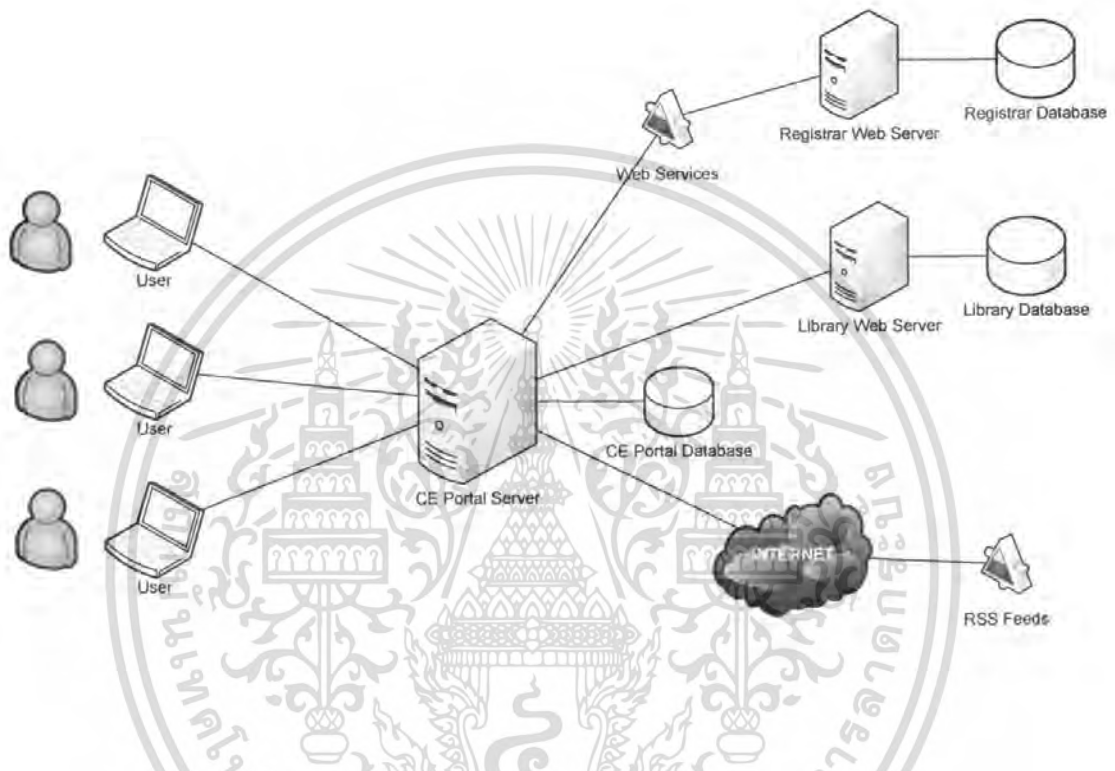 Registrar Web Server
Registrar Database
Web Services
User
Library Web Server
Library Database
User
CE Portal Database
CE Portal Server
User
INTERNET
RSS Feeds